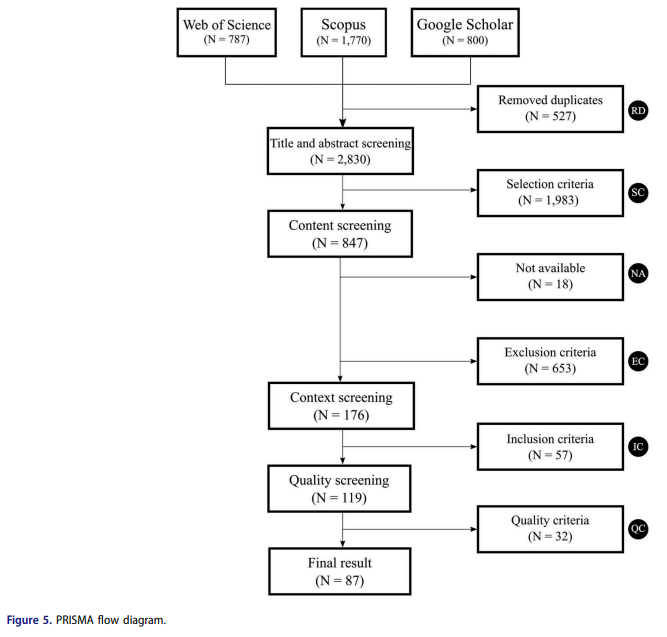 Web of Science
(N = 787)
Scopus
(N = 1,770)
Google Scholar
(N = 800)
Removed duplicates
(N = 527)
RD
Title and abstract screening
(N = 2,830)
Selection criteria
(N = 1,983)
SC
Content screening
(N = 847)
Not available
(N = 18)
NA
Exclusion criteria
(N = 653)
EC
Context screening
(N = 176)
Inclusion criteria
(N = 57)
IC
Quality screening
(N = 119)
Quality criteria
(N = 32)
QC
Final result
(N = 87)
Figure 5. PRISMA flow diagram.